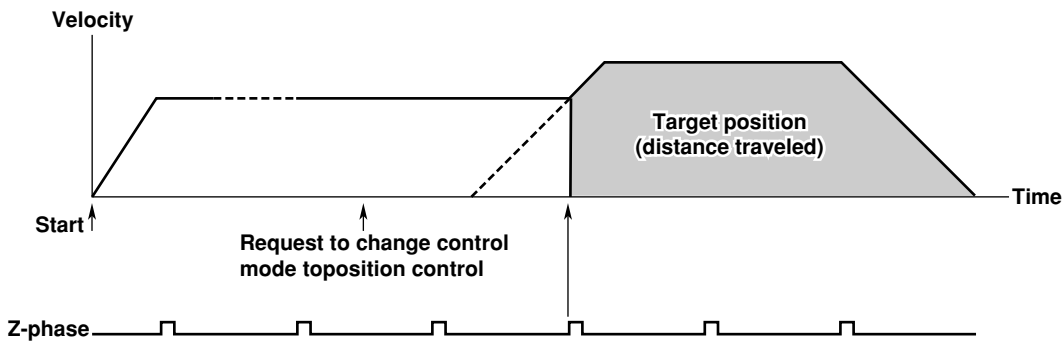 Velocity
Target position
(distance traveled)
Time
Start
Request to change control
mode toposition control
Z-phase